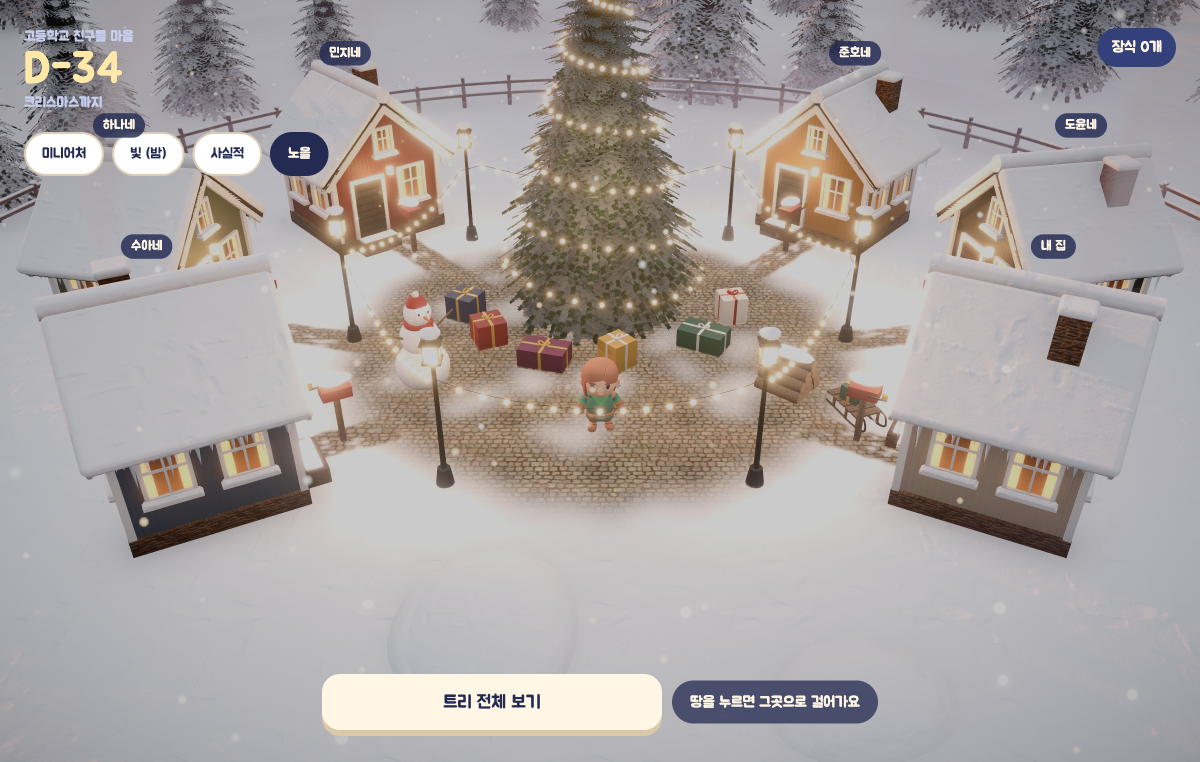 고등학교 친구들 마을
D-34
크리스마스까지
민지네
준호네
장식 0개
하나네
도윤네
미니어처
빛 (밤)
사실적
노을
수아네
내 집
트리 전체 보기
땅을 누르면 그곳으로 걸어가요